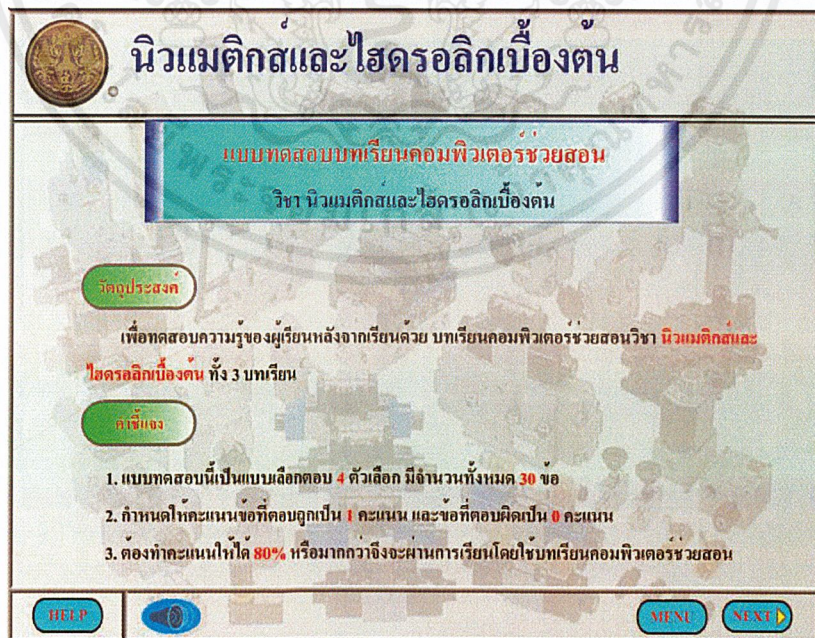 นิวแมติกส์และไฮดรอลิกเบื้องต้น
แบบทดสอบบทเรียนคอมพิวเตอร์ช่วยสอน
วิชา นิวแมติกส์และไฮดรอลิกเบื้องต้น
วัตถุประสงค์
เพื่อทดสอบความรู้ของผู้เรียนหลังจากเรียนด้วย บทเรียนคอมพิวเตอร์ช่วยสอนวิชา นิวแมติกส์และ
ไฮดรอลิกเบื้องต้น ทั้ง 3 บทเรียน
คำชี้แจง
1. แบบทดสอบนี้เป็นแบบเลือกตอบ 4 ตัวเลือก มีจำนวนทั้งหมด 30 ข้อ
2. กำหนดให้คะแนนข้อที่ตอบถูกเป็น 1 คะแนน และข้อที่ตอบผิดเป็น 0 คะแนน
3. ต้องทำคะแนนให้ได้ 80% หรือมากกว่าจึงจะผ่านการเรียนโดยใช้บทเรียนคอมพิวเตอร์ช่วยสอน
HELP MENU NEXT